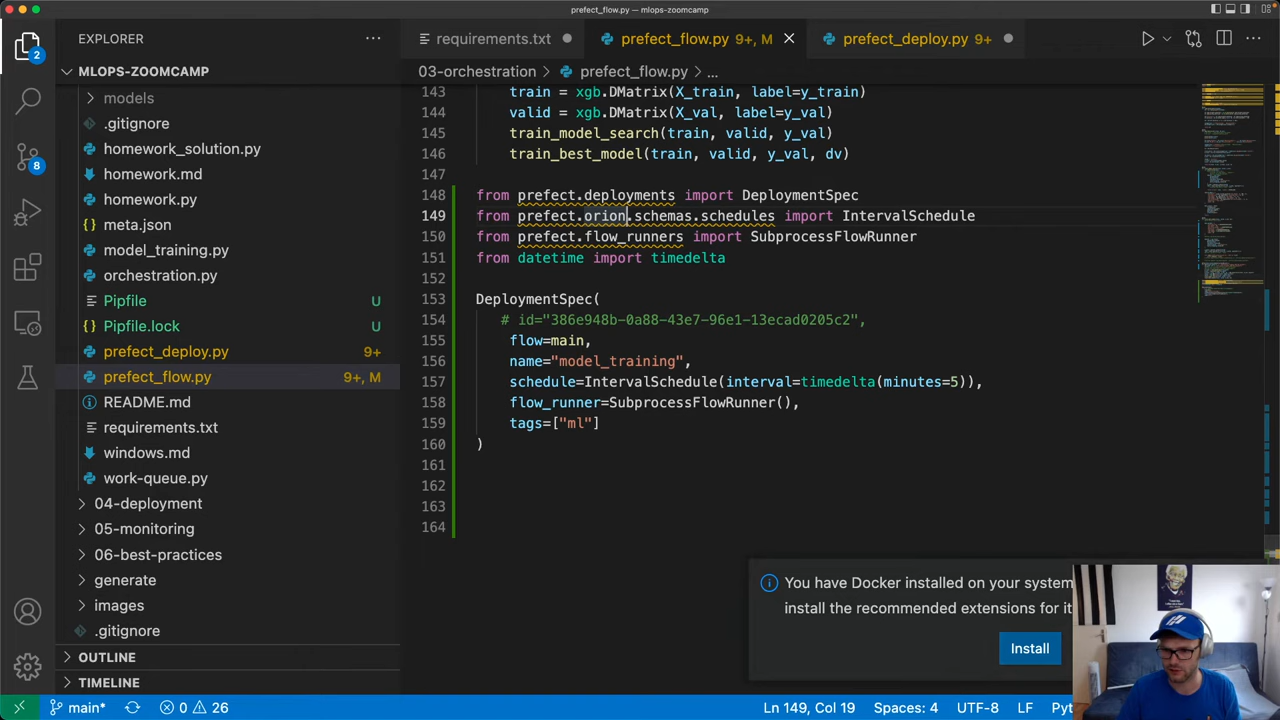 prefect_flow.py — mlops-zoomcamp
2
EXPLORER
requirements.txt
prefect_flow.py 9+, M
prefect_deploy.py 9+
MLOPS-ZOOMCAMP
03-orchestration > prefect_flow.py > ...
models
.gitignore
homework_solution.py
homework.md
homework.py
meta.json
model_training.py
orchestration.py
Pipfile U
Pipfile.lock U
prefect_deploy.py 9+
prefect_flow.py 9+, M
README.md
requirements.txt
windows.md
work-queue.py
04-deployment
05-monitoring
06-best-practices
generate
images
.gitignore
OUTLINE
TIMELINE
8
143 train = xgb.DMatrix(X_train, label=y_train)
144 valid = xgb.DMatrix(X_val, label=y_val)
145 train_model_search(train, valid, y_val)
146 best_model(train, valid, y_val, dv)
147
148 from prefect.deployments import DeploymentSpec
149 from prefect.orion.schemas.schedules import IntervalSchedule
150 from prefect.flow_runners import SubprocessFlowRunner
151 from datetime import timedelta
152
153 DeploymentSpec(
154 # id="386e948b-0a88-43e7-96e1-13ecad0205c2",
155 flow=main,
156 name="model_training",
157 schedule=IntervalSchedule(interval=timedelta(minutes=5)),
158 flow_runner=SubprocessFlowRunner(),
159 tags=["ml"]
160 )
161
162
163
164
You have Docker installed on your system
install the recommended extensions for it
Install
main* 0 26 Ln 149, Col 19 Spaces: 4 UTF-8 LF